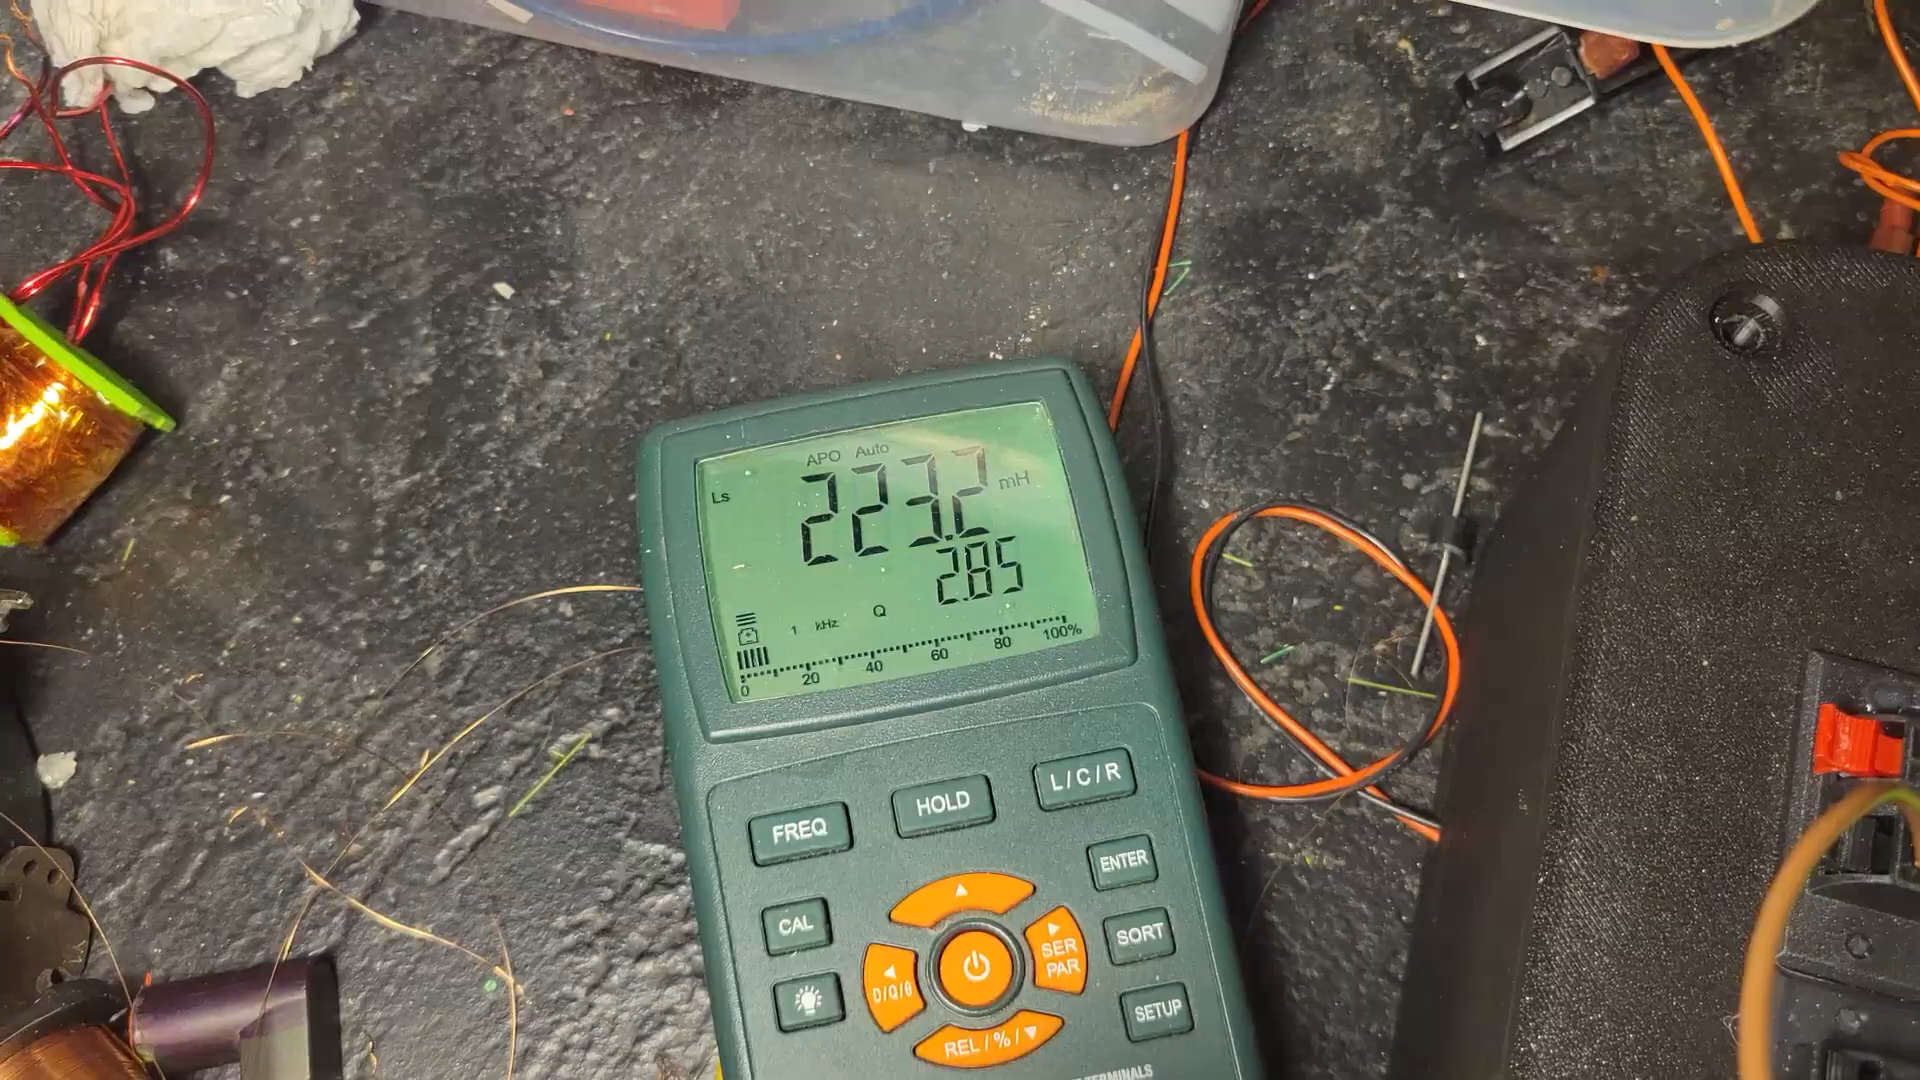 APO Auto
Ls 223.2 mH
2.85
1 kHz Q
0 20 40 60 80 100%
FREQ HOLD L/C/R
ENTER
CAL
▲
SORT
◀ D/Q/θ
▶ SER PAR
SETUP
REL / % / ▼
TERMINALS